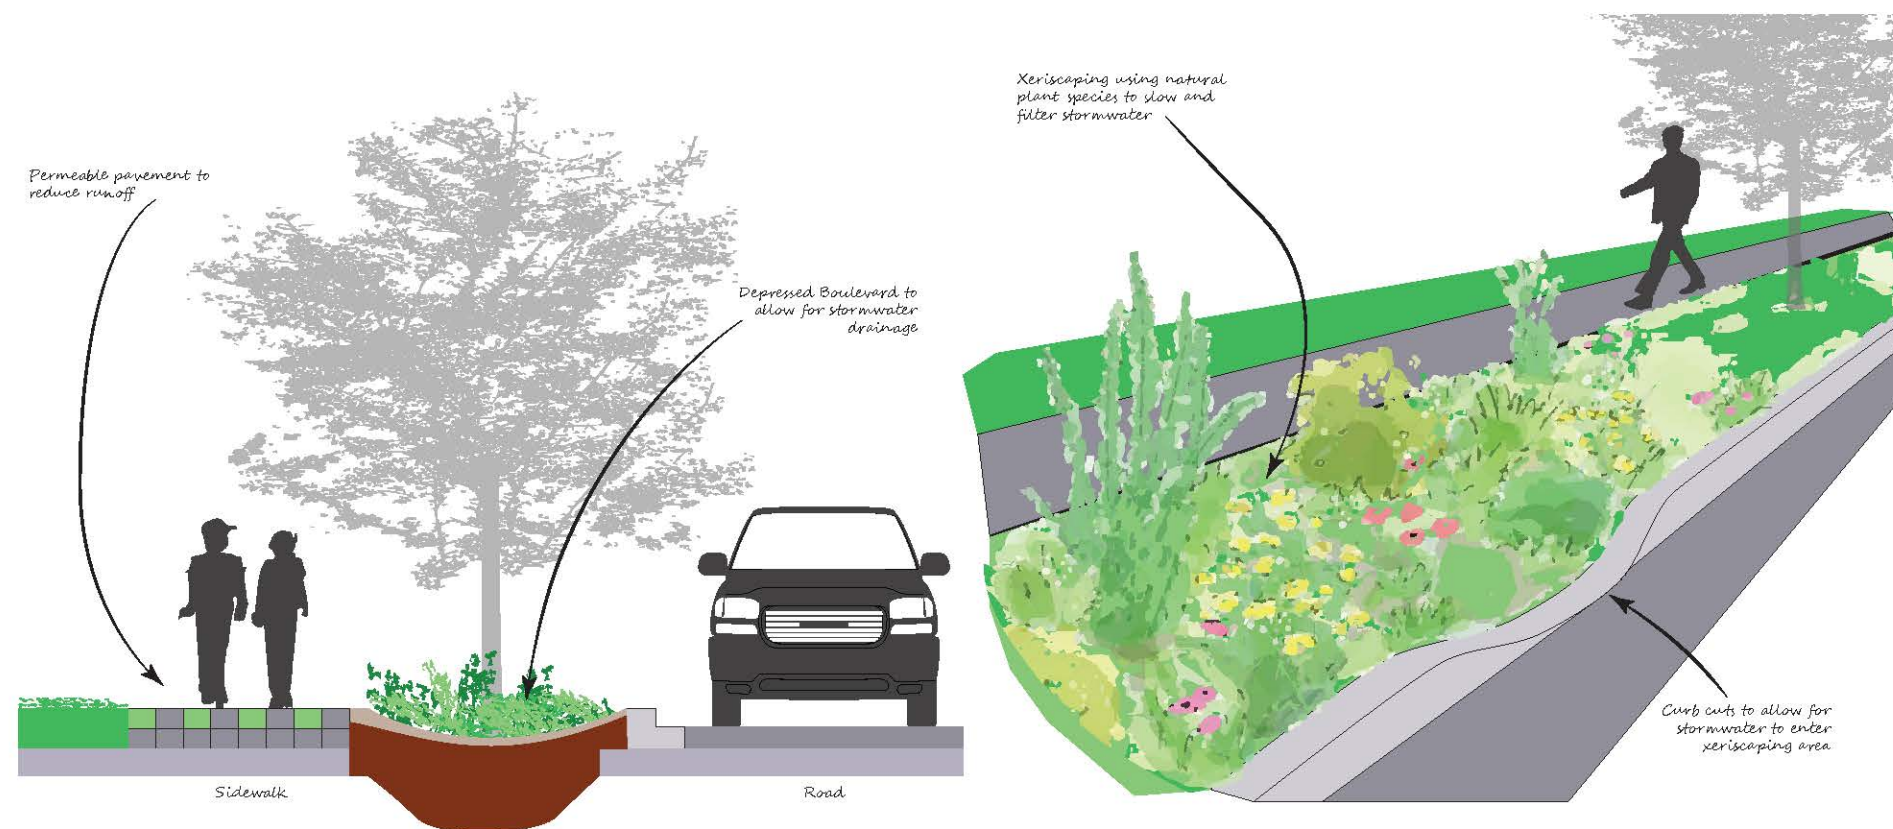 Permeable pavement to
reduce runoff
Depressed Boulevard to
allow for stormwater
drainage
Sidewalk
Road
Xeriscaping using natural
plant species to slow and
filter stormwater
Curb cuts to allow for
stormwater to enter
xeriscaping area